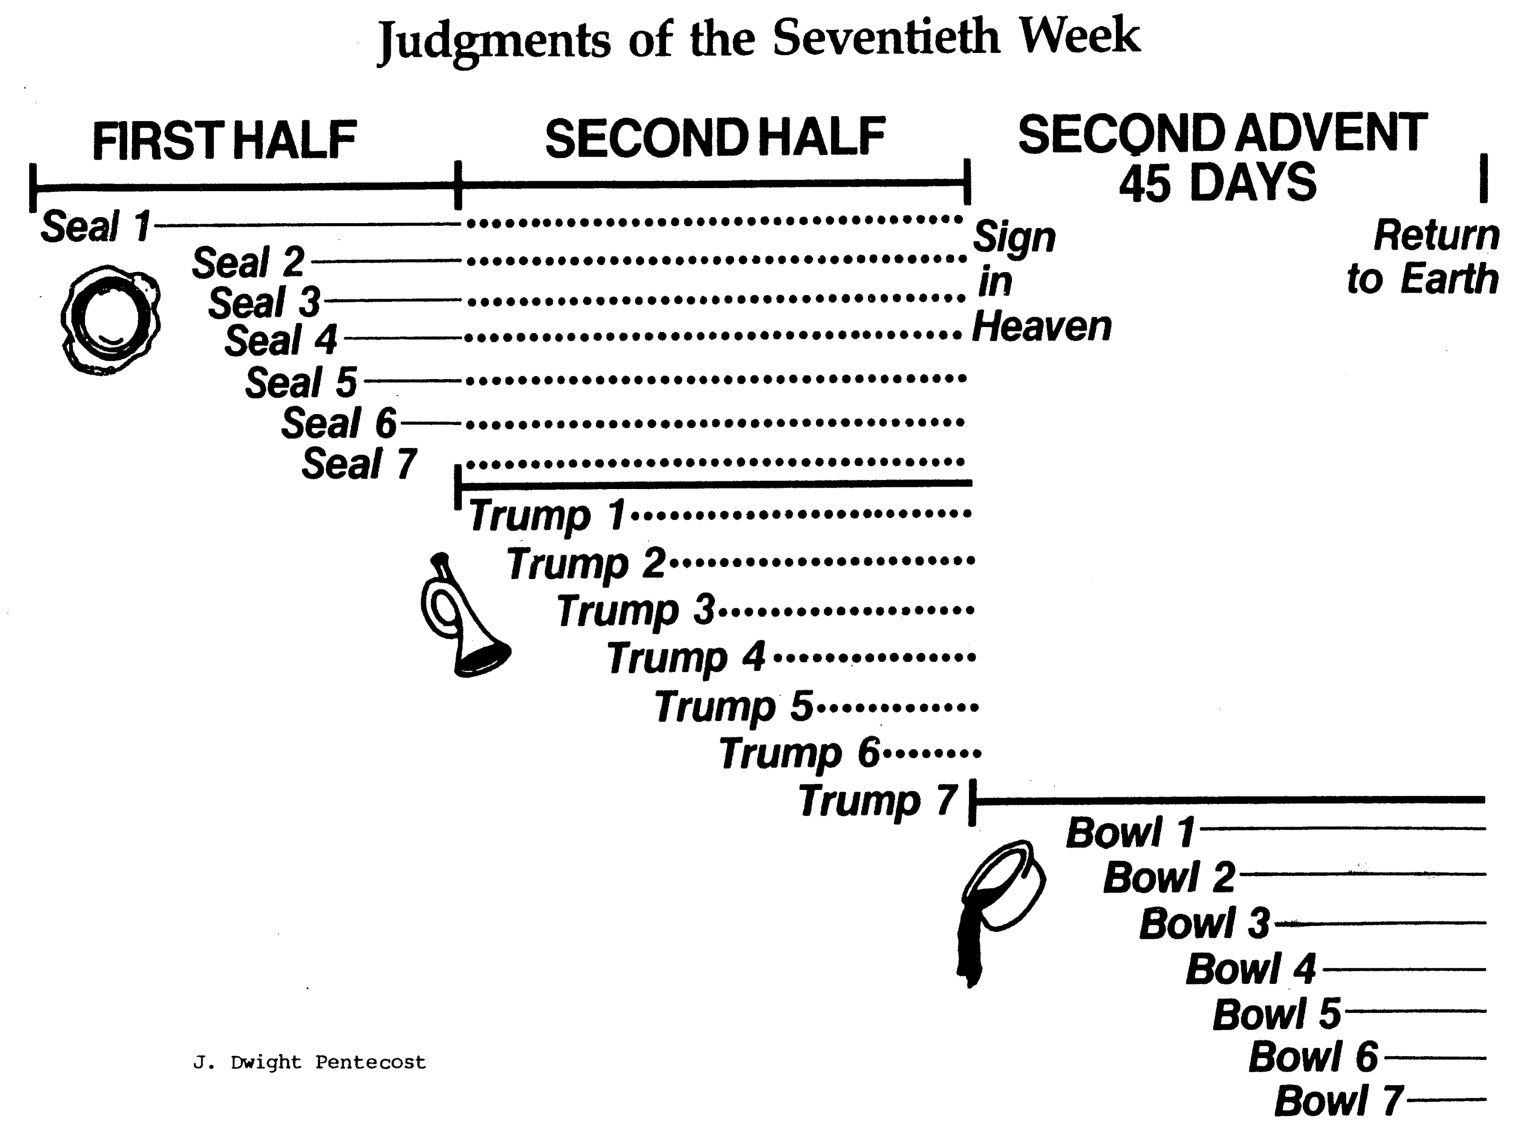 Judgments of the Seventieth Week
FIRST HALF
SECOND HALF
SECOND ADVENT
45 DAYS
Seal 1
Seal 2
Seal 3
Seal 4
Seal 5
Seal 6
Seal 7
Sign
in
Heaven
Return
to Earth
Trump 1
Trump 2
Trump 3
Trump 4
Trump 5
Trump 6
Trump 7
Bowl 1
Bowl 2
Bowl 3
Bowl 4
Bowl 5
Bowl 6
Bowl 7
J. Dwight Pentecost